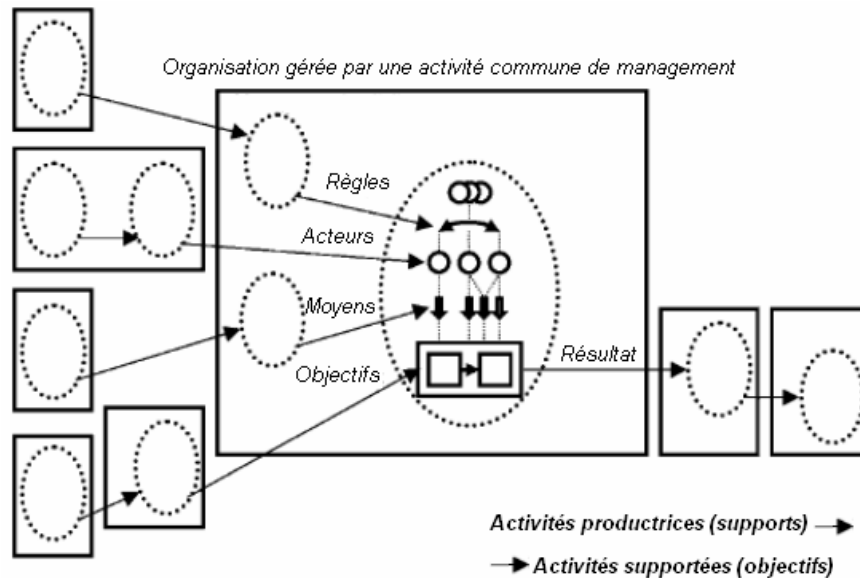 Organisation gérée par une activité commune de management
Règles
Acteurs
Moyens
Objectifs
Résultat
Activités productrices (supports)
Activités supportées (objectifs)